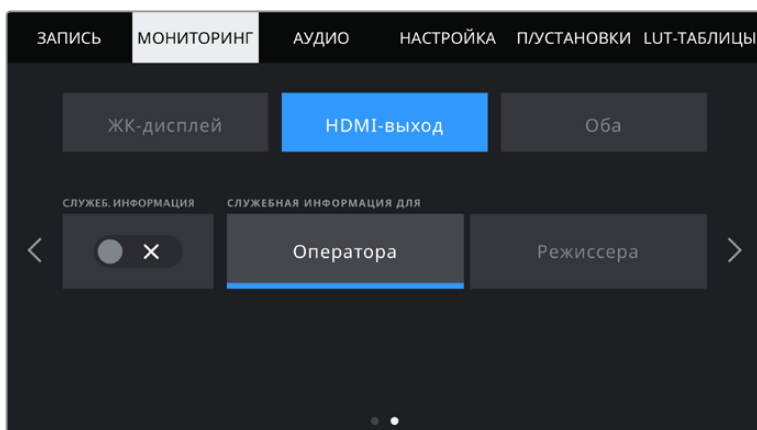 ЗАПИСЬ МОНИТОРИНГ АУДИО НАСТРОЙКА П/УСТАНОВКИ LUT-ТАБЛИЦЫ
ЖК-дисплей HDMI-выход Оба
СЛУЖЕБ. ИНФОРМАЦИЯ СЛУЖЕБНАЯ ИНФОРМАЦИЯ ДЛЯ
Оператора Режиссера